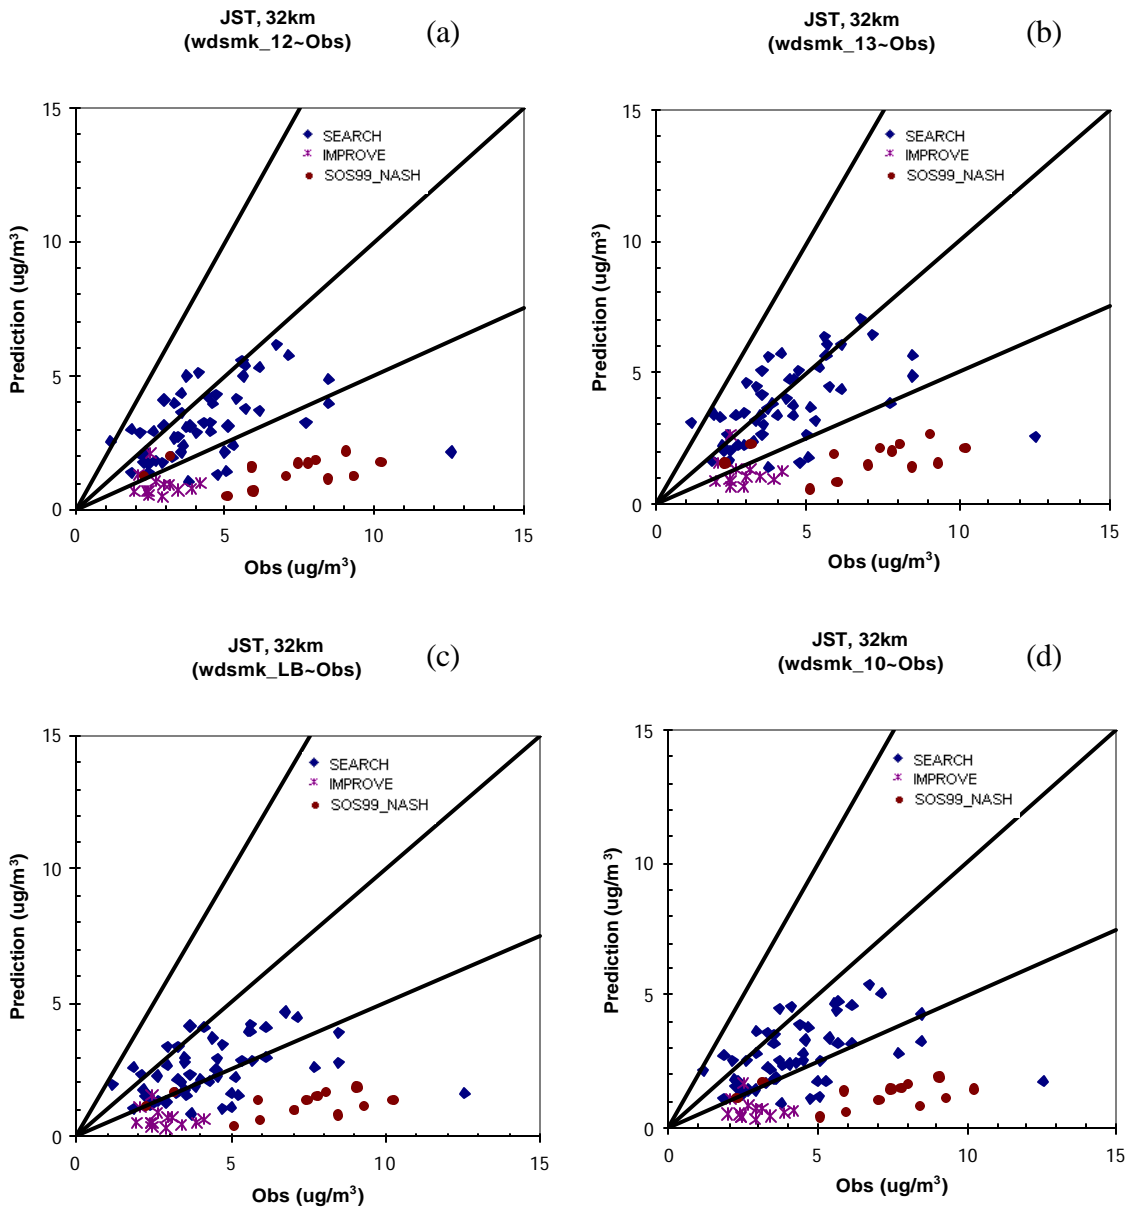 JST, 32km
(wdsmk_12~Obs)
(a)
15
10
5
0
Prediction (ug/m³)
SEARCH
IMPROVE
SOS99_NASH
0 5 10 15
Obs (ug/m³)
JST, 32km
(wdsmk_13~Obs)
(b)
15
10
5
0
Prediction (ug/m³)
SEARCH
IMPROVE
SOS99_NASH
0 5 10 15
Obs (ug/m³)
JST, 32km
(wdsmk_LB~Obs)
(c)
15
10
5
0
Prediction (ug/m³)
SEARCH
IMPROVE
SOS99_NASH
0 5 10 15
Obs (ug/m³)
JST, 32km
(wdsmk_10~Obs)
(d)
15
10
5
0
Prediction (ug/m³)
SEARCH
IMPROVE
SOS99_NASH
0 5 10 15
Obs (ug/m³)